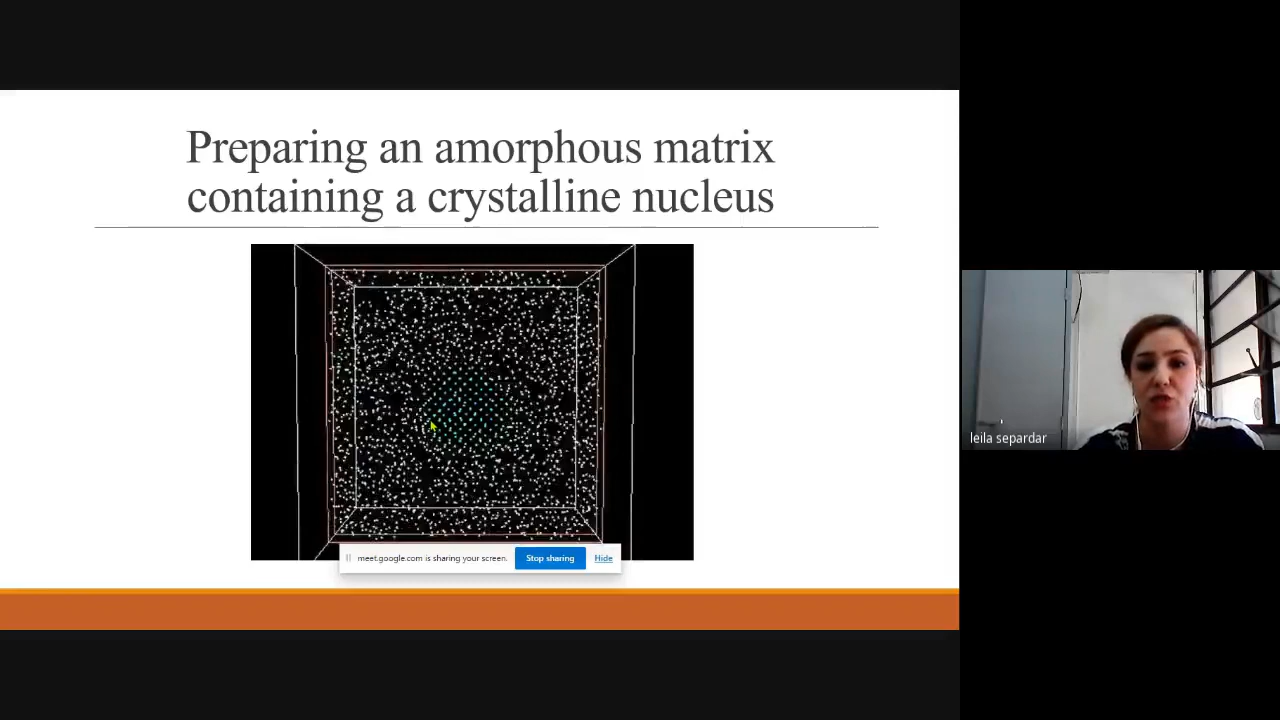 Preparing an amorphous matrix
containing a crystalline nucleus
meet.google.com is sharing your screen. Stop sharing Hide
leila separdar